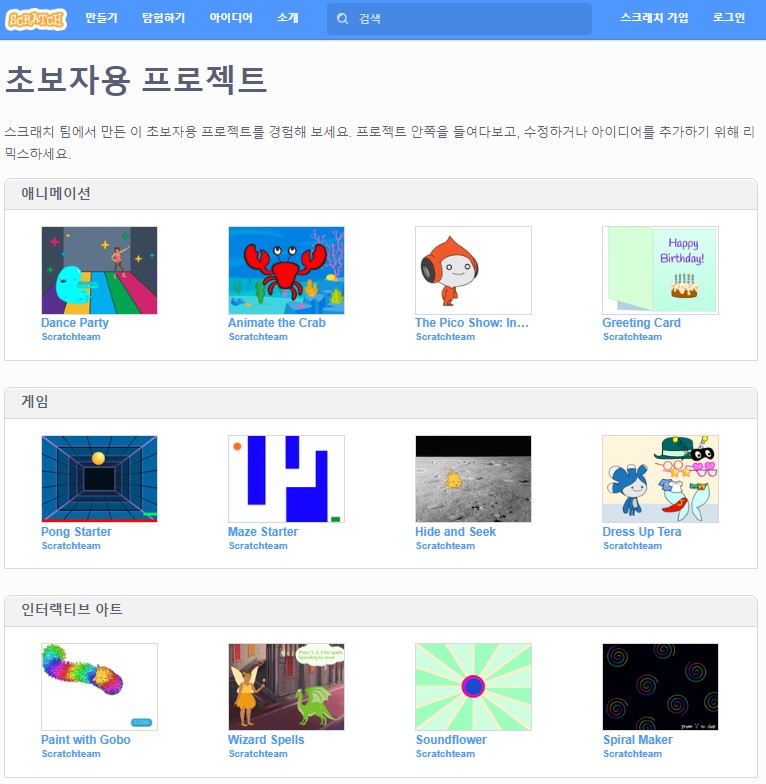 SCRATCH 만들기 탐험하기 아이디어 소개 검색 스크래치 가입 로그인
초보자용 프로젝트
스크래치 팀에서 만든 이 초보자용 프로젝트를 경험해 보세요. 프로젝트 안쪽을 들여다보고, 수정하거나 아이디어를 추가하기 위해 리
믹스하세요.
애니메이션
Happy
Birthday!
Dance Party Animate the Crab The Pico Show: In... Greeting Card
Scratchteam Scratchteam Scratchteam Scratchteam
게임
Pong Starter Maze Starter Hide and Seek Dress Up Tera
Scratchteam Scratchteam Scratchteam Scratchteam
인터랙티브 아트
Paint with Gobo Wizard Spells Soundflower Spiral Maker
Scratchteam Scratchteam Scratchteam Scratchteam